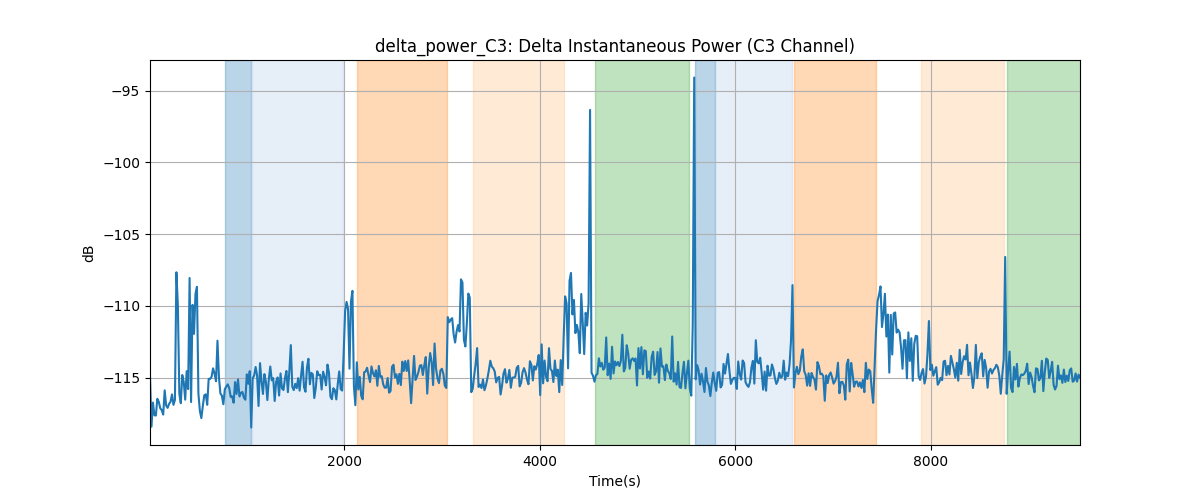 delta_power_C3: Delta Instantaneous Power (C3 Channel)
−95
−100
−105
−110
−115
dB
2000 4000 6000 8000
Time(s)